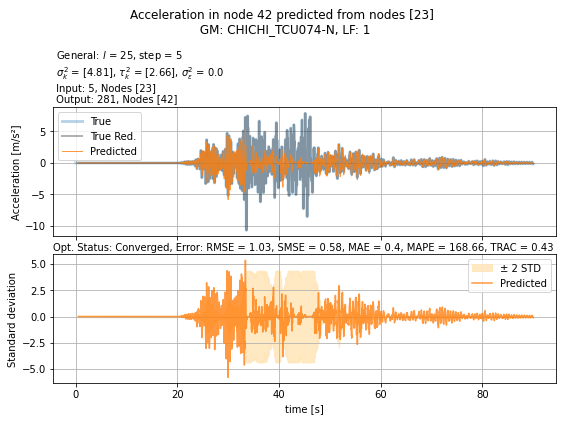 Acceleration in node 42 predicted from nodes [23]
GM: CHICHI_TCU074-N, LF: 1
General: l = 25, step = 5
σ_k^2 = [4.81], τ_k^2 = [2.66], σ_ε^2 = 0.0
Input: 5, Nodes [23]
Output: 281, Nodes [42]
True
True Red.
Predicted
Acceleration [m/s²]
5
0
−5
−10
Opt. Status: Converged, Error: RMSE = 1.03, SMSE = 0.58, MAE = 0.4, MAPE = 168.66, TRAC = 0.43
± 2 STD
Predicted
Standard deviation
5.0
2.5
0.0
−2.5
−5.0
0 20 40 60 80
time [s]